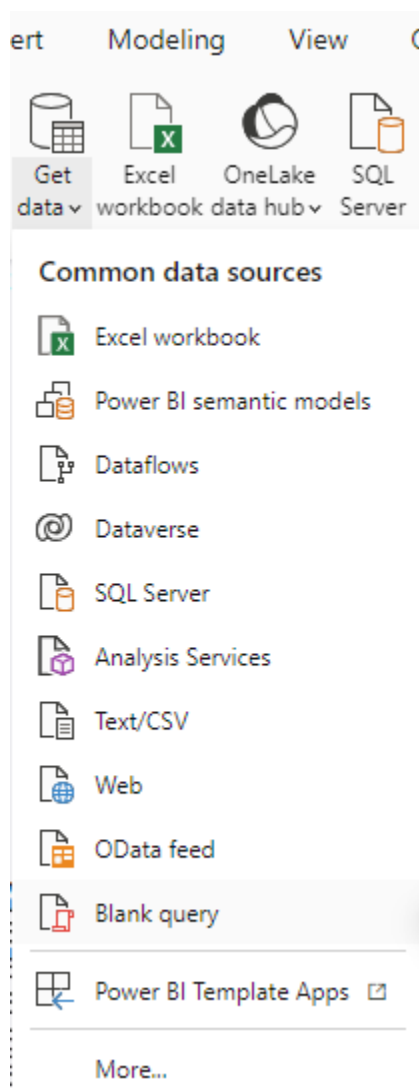 ert Modeling View
Get Excel OneLake SQL
data workbook data hub Server
Common data sources
Excel workbook
Power BI semantic models
Dataflows
Dataverse
SQL Server
Analysis Services
Text/CSV
Web
OData feed
Blank query
Power BI Template Apps
More...